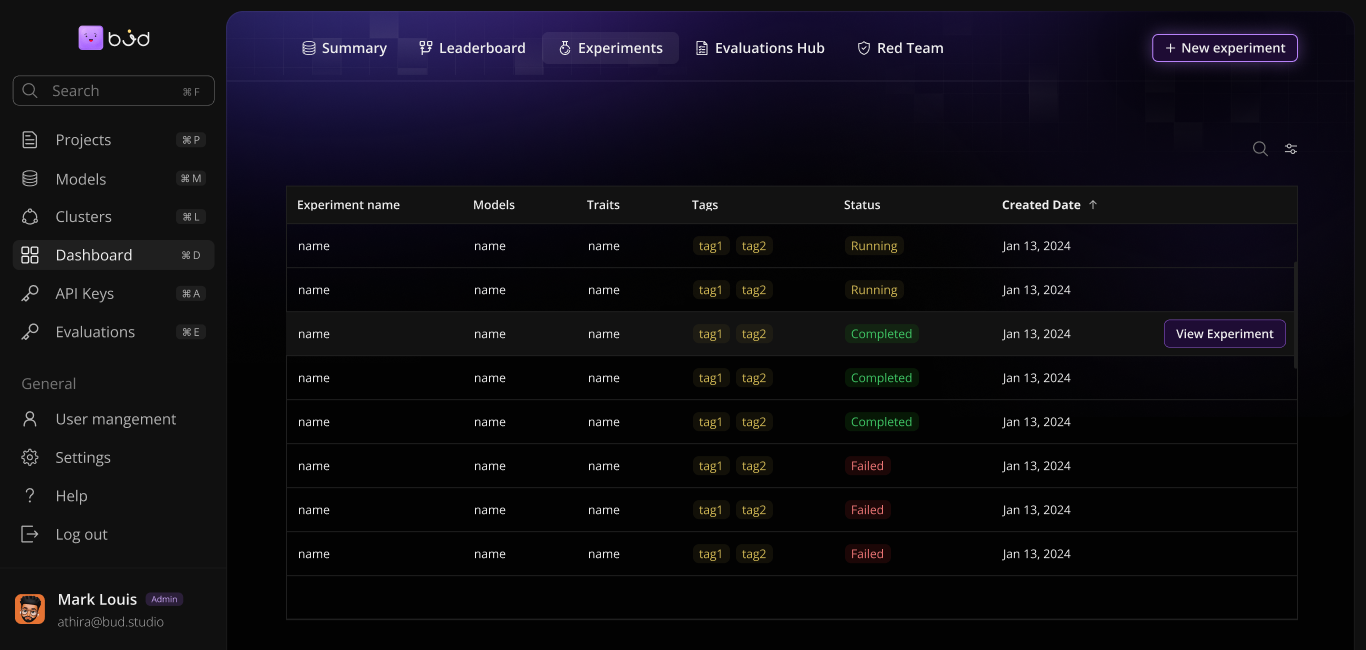 bud
Search ⌘ F
Projects ⌘ P
Models ⌘ M
Clusters ⌘ L
Dashboard ⌘ D
API Keys ⌘ A
Evaluations ⌘ E
General
User mangement
Settings
Help
Log out
Mark Louis Admin
athira@bud.studio
Summary Leaderboard Experiments Evaluations Hub Red Team + New experiment
Experiment name Models Traits Tags Status Created Date ↑
name name name tag1 tag2 Running Jan 13, 2024
name name name tag1 tag2 Running Jan 13, 2024
name name name tag1 tag2 Completed Jan 13, 2024 View Experiment
name name name tag1 tag2 Completed Jan 13, 2024
name name name tag1 tag2 Completed Jan 13, 2024
name name name tag1 tag2 Failed Jan 13, 2024
name name name tag1 tag2 Failed Jan 13, 2024
name name name tag1 tag2 Failed Jan 13, 2024